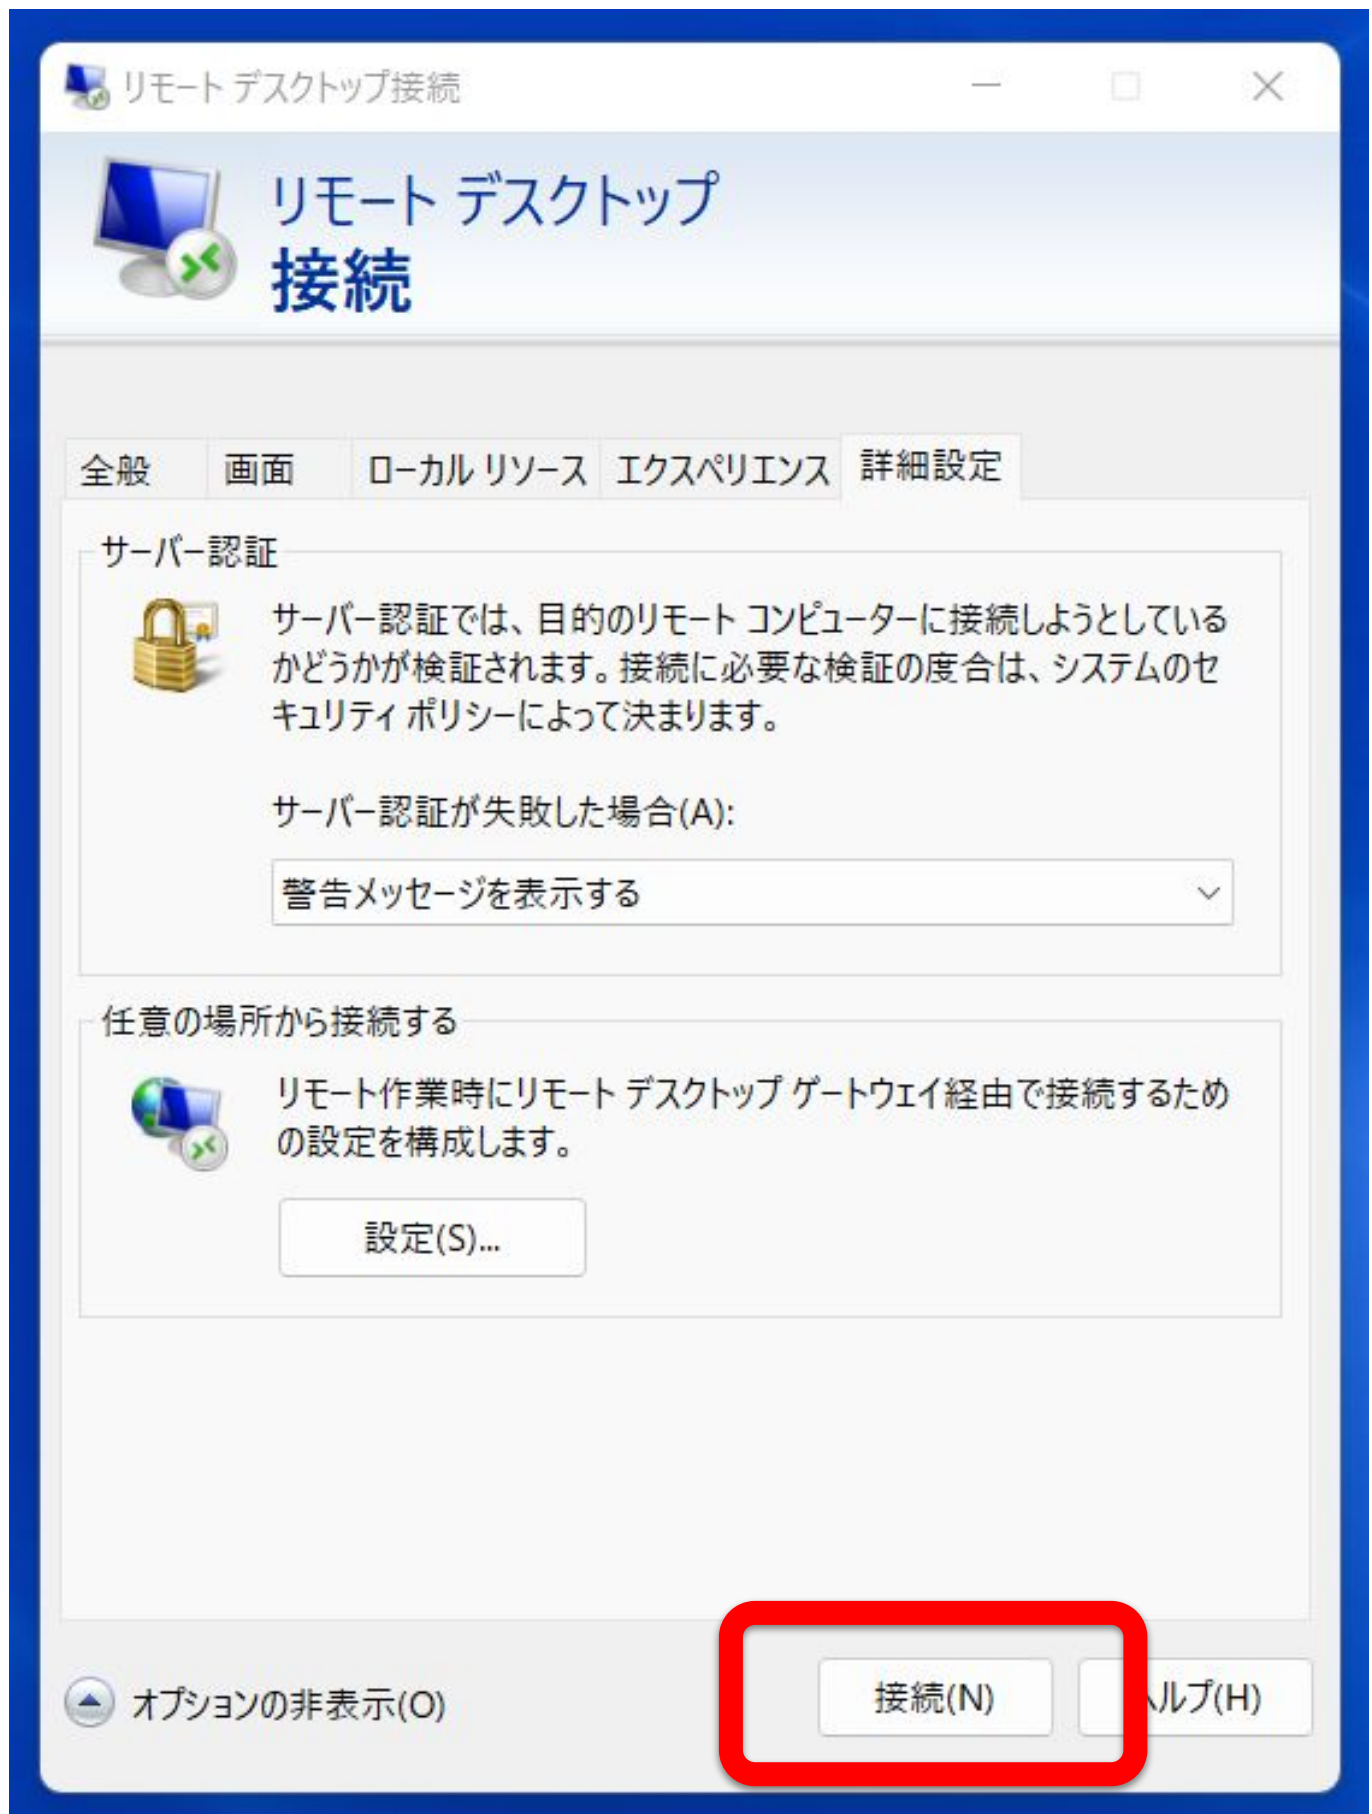 リモート デスクトップ接続
リモート デスクトップ
接続
全般
画面
ローカル リソース
エクスペリエンス
詳細設定
サーバー認証
サーバー認証では、目的のリモート コンピューターに接続しようとしている
かどうかが検証されます。接続に必要な検証の度合は、システムのセ
キュリティ ポリシーによって決まります。
サーバー認証が失敗した場合(A):
警告メッセージを表示する
任意の場所から接続する
リモート作業時にリモート デスクトップ ゲートウェイ経由で接続するため
の設定を構成します。
設定(S)...
オプションの非表示(O)
接続(N)
ヘルプ(H)